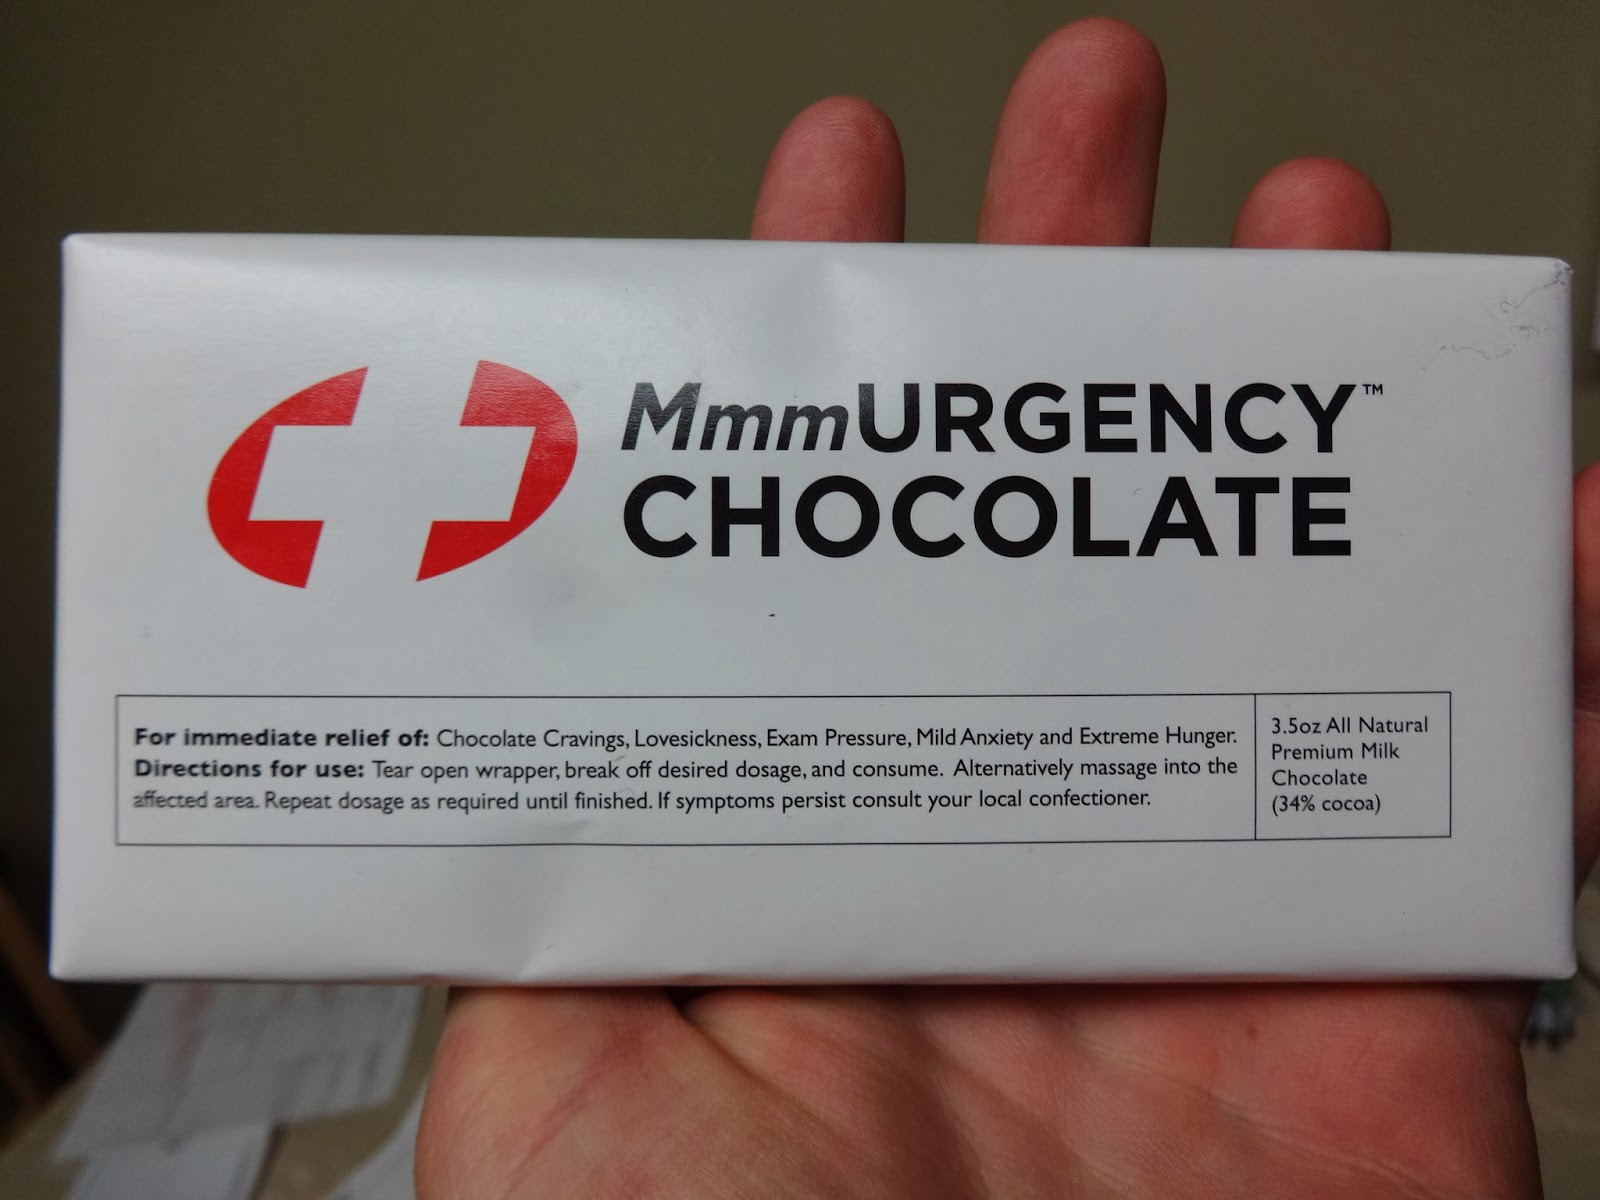 MmmURGENCY™
CHOCOLATE
For immediate relief of: Chocolate Cravings, Lovesickness, Exam Pressure, Mild Anxiety and Extreme Hunger.
Directions for use: Tear open wrapper, break off desired dosage, and consume. Alternatively massage into the
affected area. Repeat dosage as required until finished. If symptoms persist consult your local confectioner.
3.5oz All Natural
Premium Milk
Chocolate
(34% cocoa)